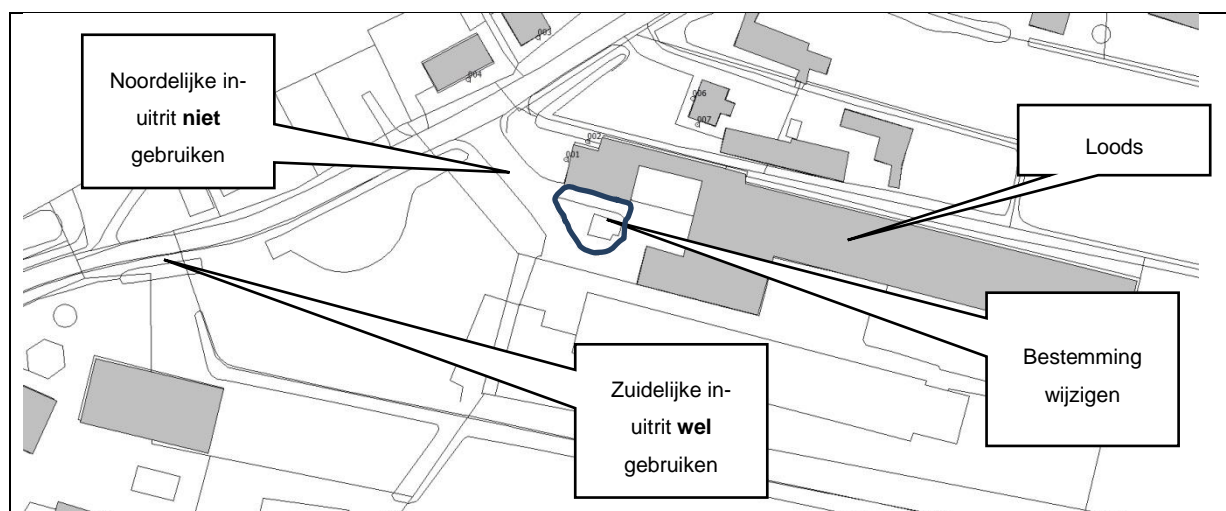 003
004
Noordelijke in-
uitrit niet
gebruiken
006
007
002
001
Loods
Zuidelijke in-
uitrit wel
gebruiken
Bestemming
wijzigen